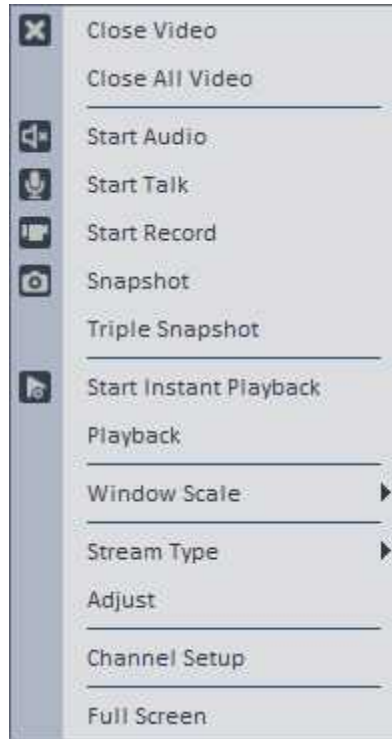 Close Video
Close All Video
Start Audio
Start Talk
Start Record
Snapshot
Triple Snapshot
Start Instant Playback
Playback
Window Scale
Stream Type
Adjust
Channel Setup
Full Screen